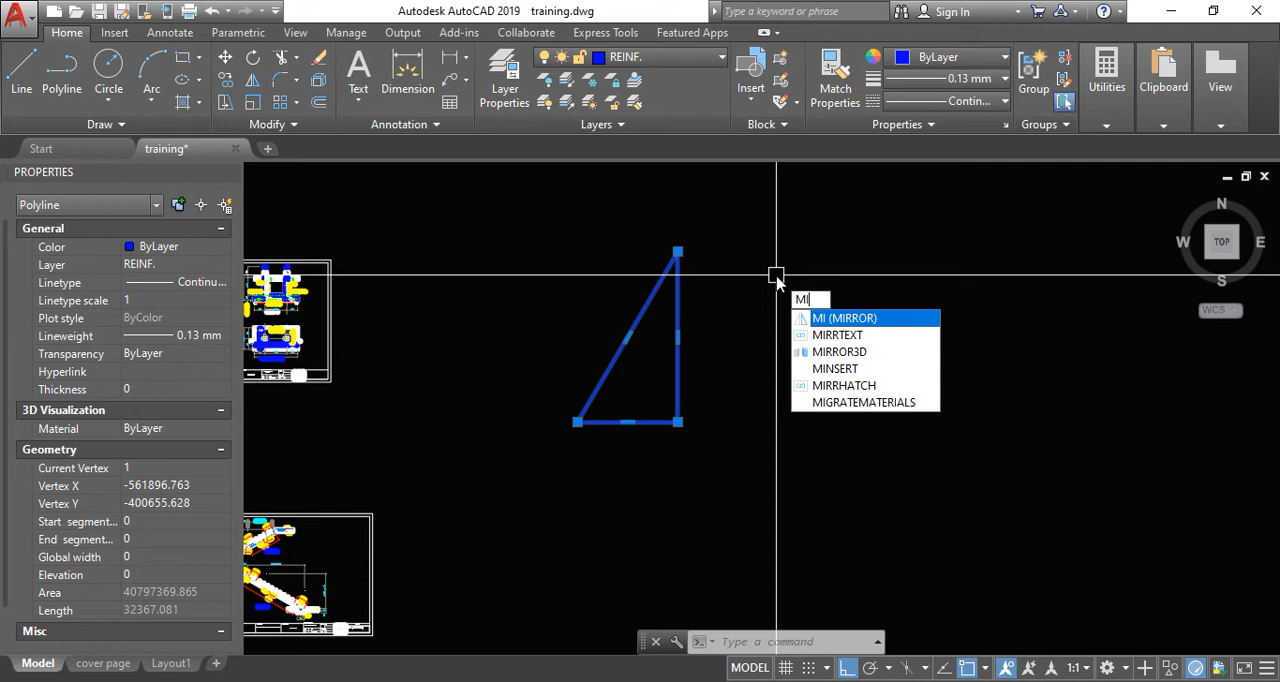 Autodesk AutoCAD 2019 training.dwg
Type a keyword or phrase
Sign In
Home Insert Annotate Parametric View Manage Output Add-ins Collaborate Express Tools Featured Apps
REINF.
ByLayer
0.13 mm
Contin...
Line Polyline Circle Arc
Text Dimension
Layer Properties
Insert
Match Properties
Group
Utilities
Clipboard
View
Draw Modify Annotation Layers Block Properties Groups
Start training*
PROPERTIES
Polyline
General
Color ByLayer
Layer REINF.
Linetype Continu...
Linetype scale 1
Plot style ByColor
Lineweight 0.13 mm
Transparency ByLayer
Hyperlink
Thickness 0
3D Visualization
Material ByLayer
Geometry
Current Vertex 1
Vertex X -561896.763
Vertex Y -400655.628
Start segment... 0
End segment... 0
Global width 0
Elevation 0
Area 40797369.865
Length 32367.081
Misc
MI
MI (MIRROR)
MIRRTEXT
MIRROR3D
MINSERT
MIRRHATCH
MIGRATEMATERIALS
N
W TOP E
S
WCS
Type a command
Model cover page Layout1
MODEL
1:1